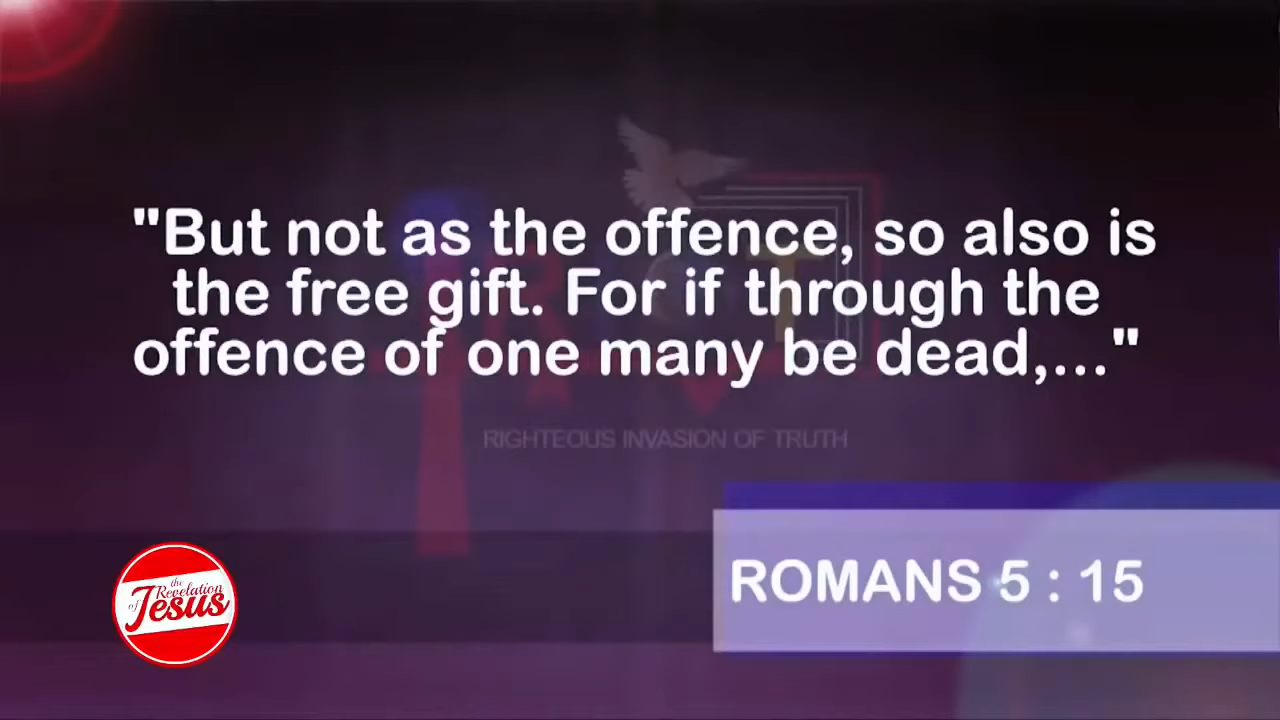 "But not as the offence, so also is
the free gift. For if through the
offence of one many be dead,..."
RIGHTEOUS INVASION OF TRUTH
ROMANS 5 : 15
the
Revelation
of Jesus